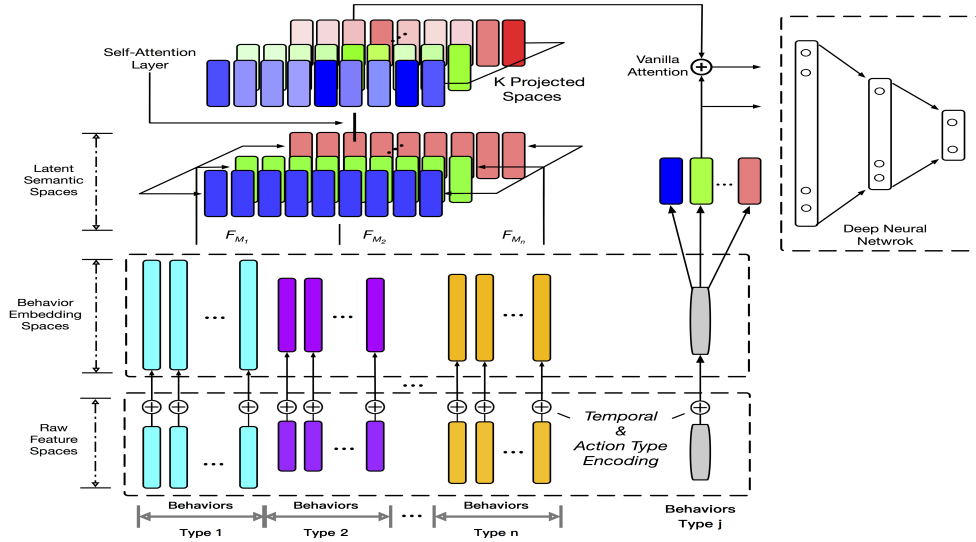 Self-Attention
Layer
K Projected
Spaces
Vanilla
Attention
Latent
Semantic
Spaces
F_{M_1}
F_{M_2}
F_{M_n}
Deep Neural
Netwrok
Behavior
Embedding
Spaces
Raw
Feature
Spaces
Temporal
&
Action Type
Encoding
Behaviors
Type 1
Behaviors
Type 2
Behaviors
Type n
Behaviors
Type j